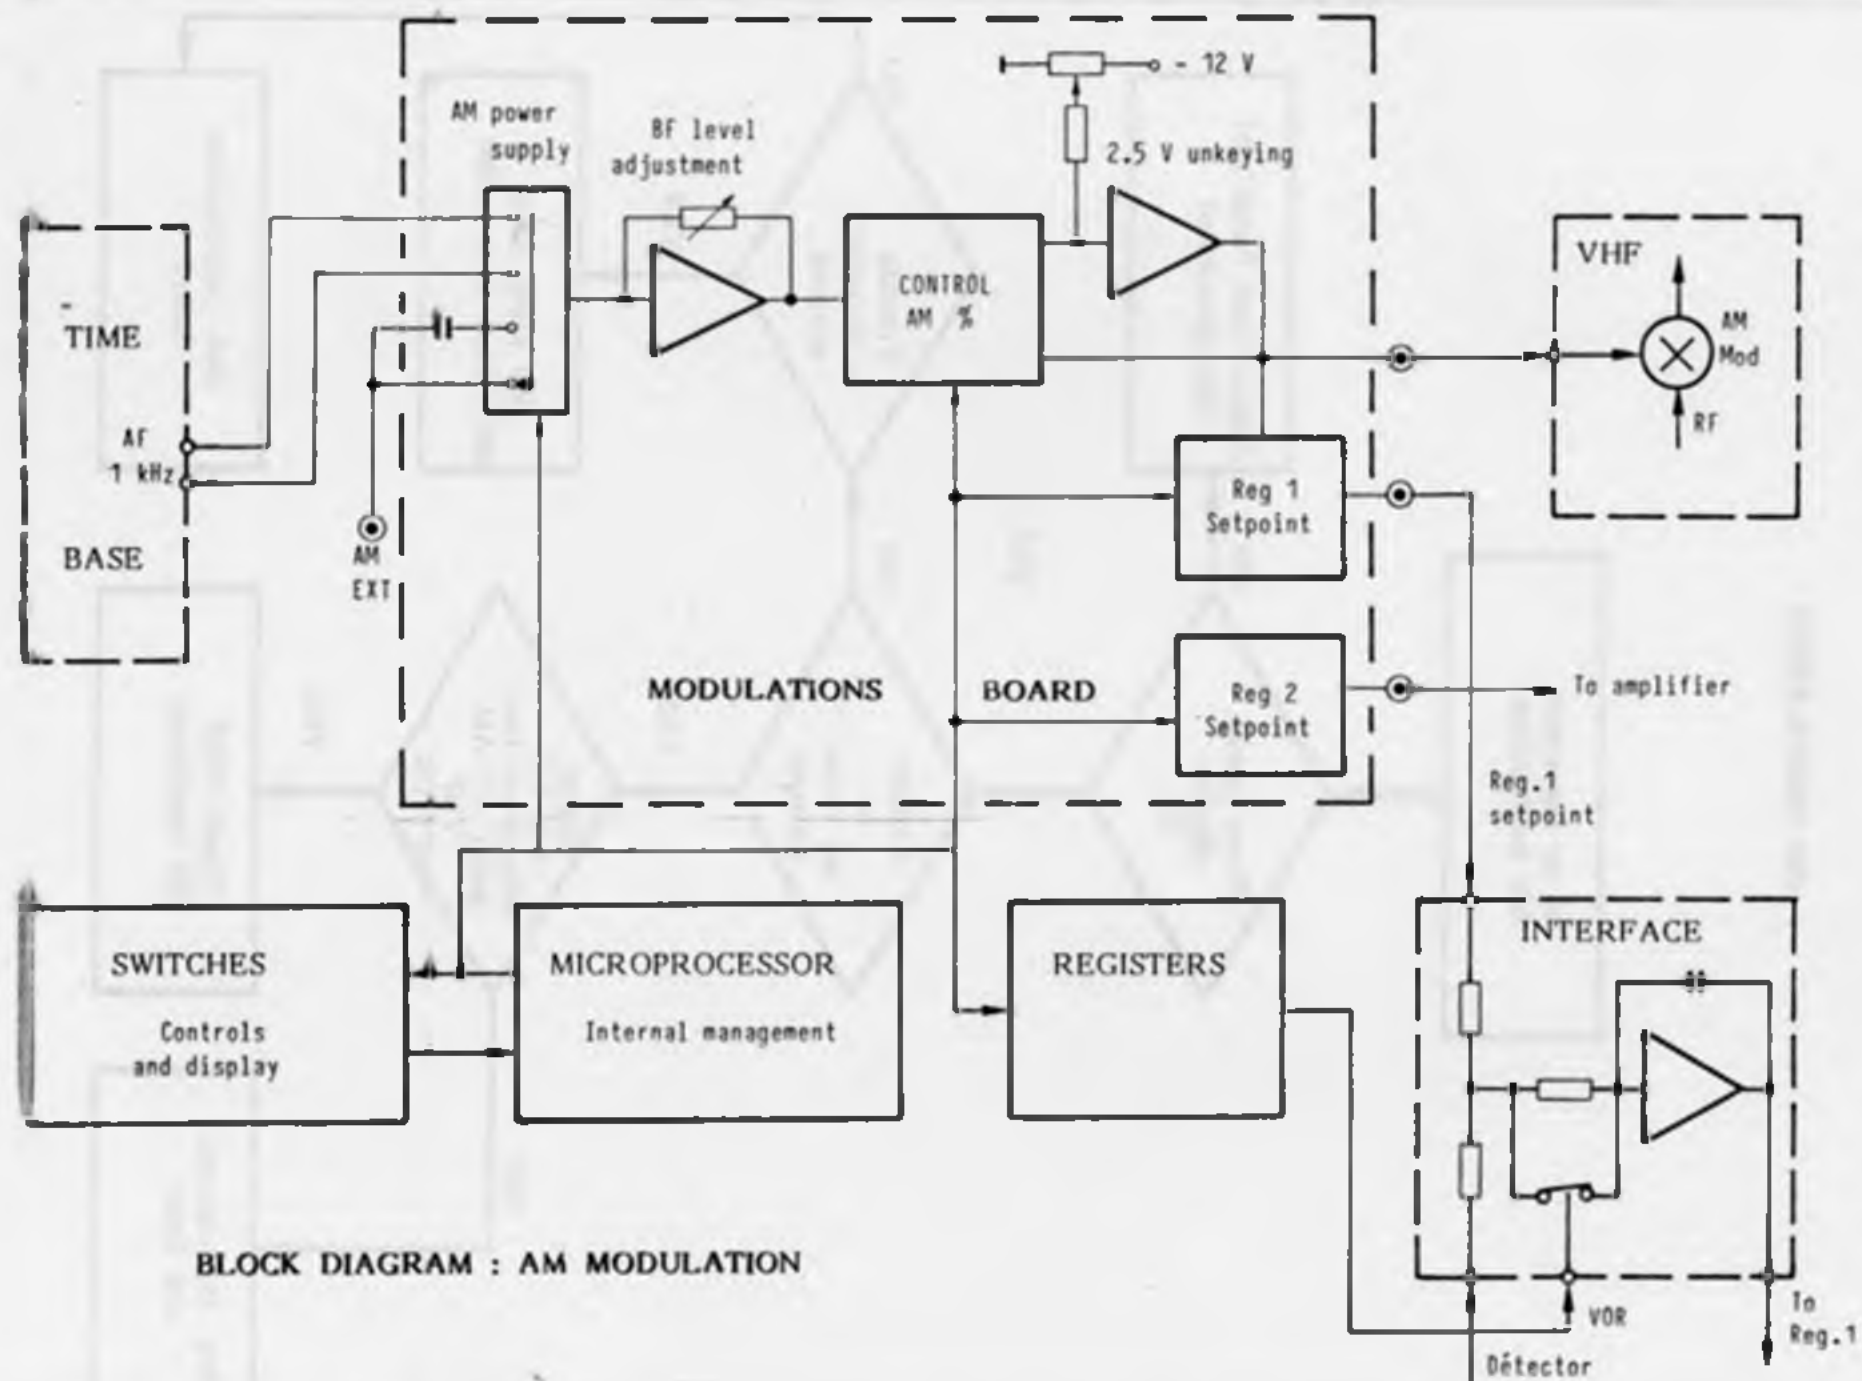 - 12 V
AM power
supply
BF level
adjustment
2.5 V unkeying
VHF
AM
Mod
RF
TIME
BASE
AF
1 kHz
AM
EXT
CONTROL
AM %
Reg 1
Setpoint
Reg 2
Setpoint
MODULATIONS BOARD
To amplifier
Reg.1
setpoint
SWITCHES
Controls
and display
MICROPROCESSOR
Internal management
REGISTERS
INTERFACE
VOR
To
Reg.1
Détector
BLOCK DIAGRAM : AM MODULATION